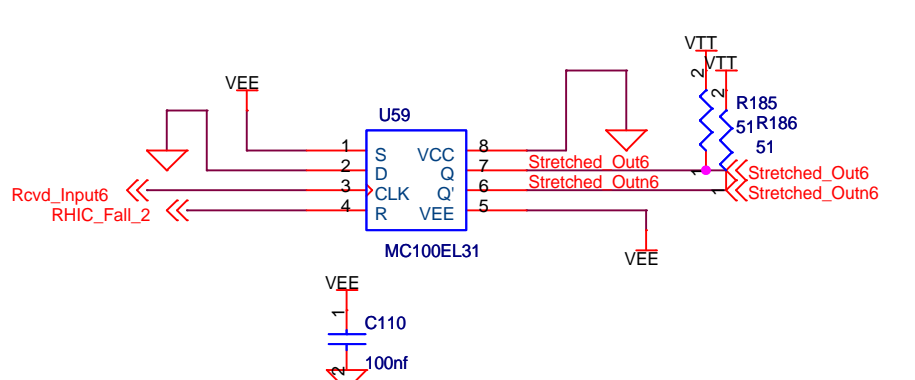 VTT
VTT
2
2
VEE
R185
51
R186
51
U59
1
S
VCC
8
2
D
Q
7
Stretched_Out6
3
CLK
Q'
6
Stretched_Outn6
4
R
VEE
5
1
Stretched_Out6
1
Stretched_Outn6
Rcvd_Input6
RHIC_Fall_2
MC100EL31
VEE
VEE
1
C110
100nf
2